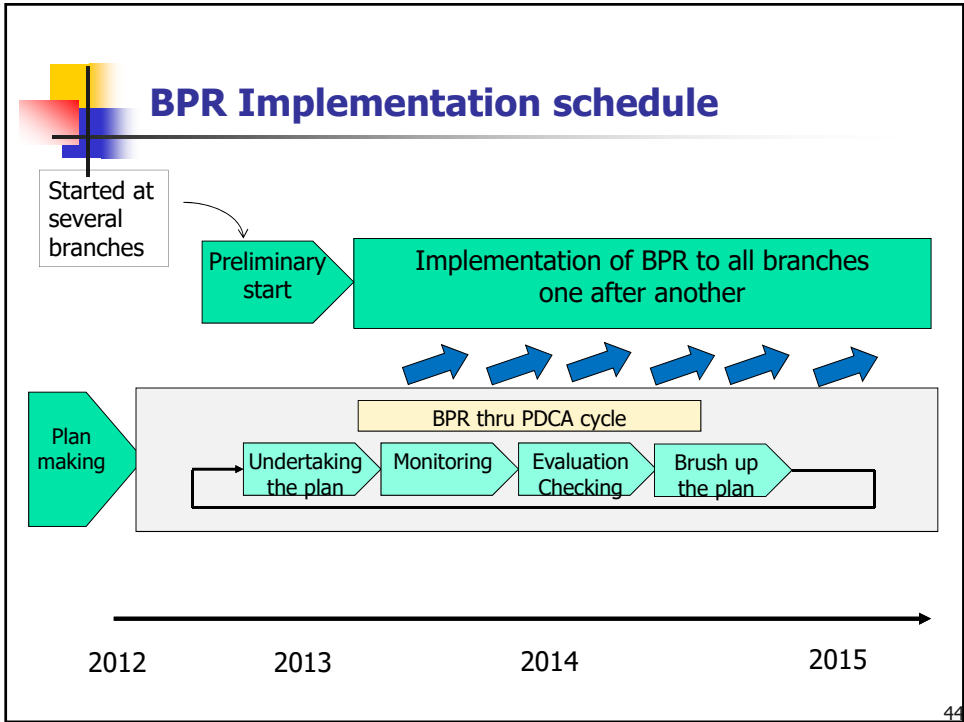 BPR Implementation schedule
Started at
several
branches
Preliminary
start
Implementation of BPR to all branches
one after another
BPR thru PDCA cycle
Plan
making
Undertaking
the plan
Monitoring
Evaluation
Checking
Brush up
the plan
2012
2013
2014
2015
44